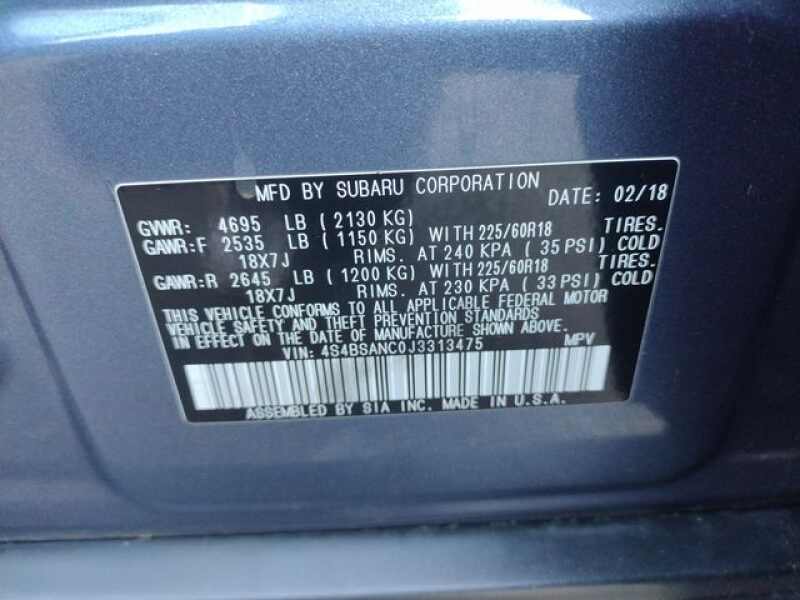 MFD BY SUBARU CORPORATION DATE: 02/18
GVWR: 4695 LB ( 2130 KG) TIRES.
GAWR:F 2535 LB ( 1150 KG) WITH 225/60R18
18X7J RIMS. AT 240 KPA ( 35 PSI) COLD
GAWR:R 2645 LB ( 1200 KG) WITH 225/60R18 TIRES.
18X7J RIMS. AT 230 KPA ( 33 PSI) COLD
THIS VEHICLE CONFORMS TO ALL APPLICABLE FEDERAL MOTOR
VEHICLE SAFETY AND THEFT PREVENTION STANDARDS
IN EFFECT ON THE DATE OF MANUFACTURE SHOWN ABOVE.
VIN: 4S4BSANC0J3313475 MPV
ASSEMBLED BY SIA INC. MADE IN U.S.A.